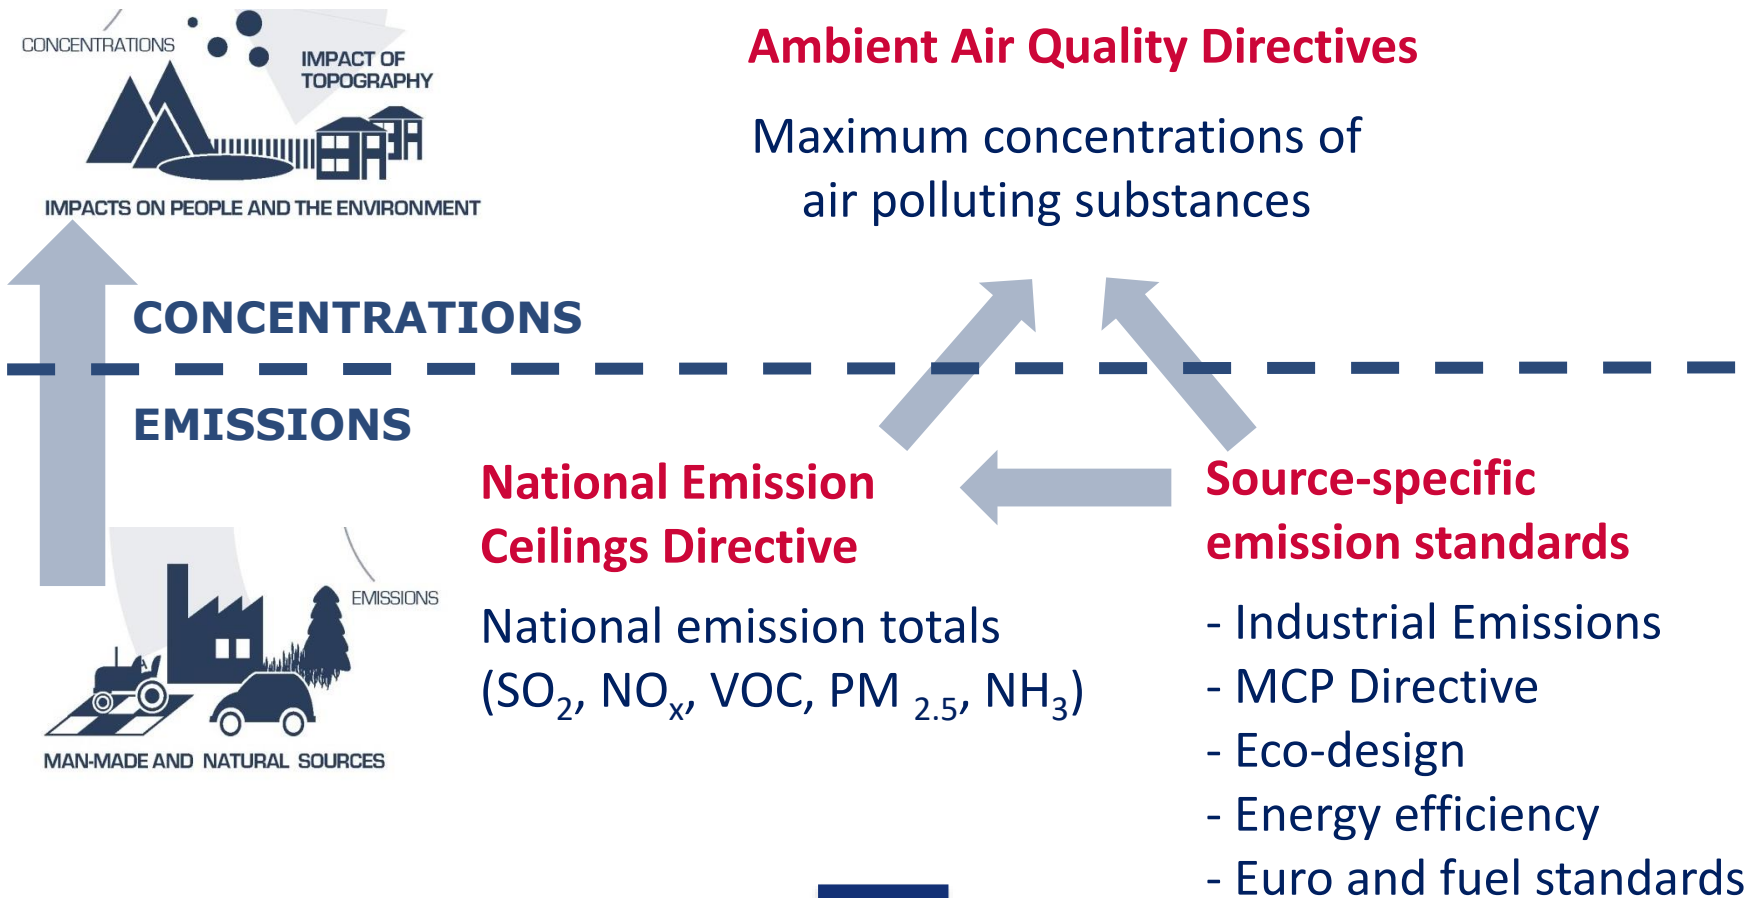 CONCENTRATIONS
IMPACT OF
TOPOGRAPHY
IMPACTS ON PEOPLE AND THE ENVIRONMENT
Ambient Air Quality Directives
Maximum concentrations of
air polluting substances
CONCENTRATIONS
EMISSIONS
EMISSIONS
MAN-MADE AND NATURAL SOURCES
National Emission
Ceilings Directive
National emission totals
(SO₂, NOₓ, VOC, PM ₂.₅, NH₃)
Source-specific
emission standards
- Industrial Emissions
- MCP Directive
- Eco-design
- Energy efficiency
- Euro and fuel standards